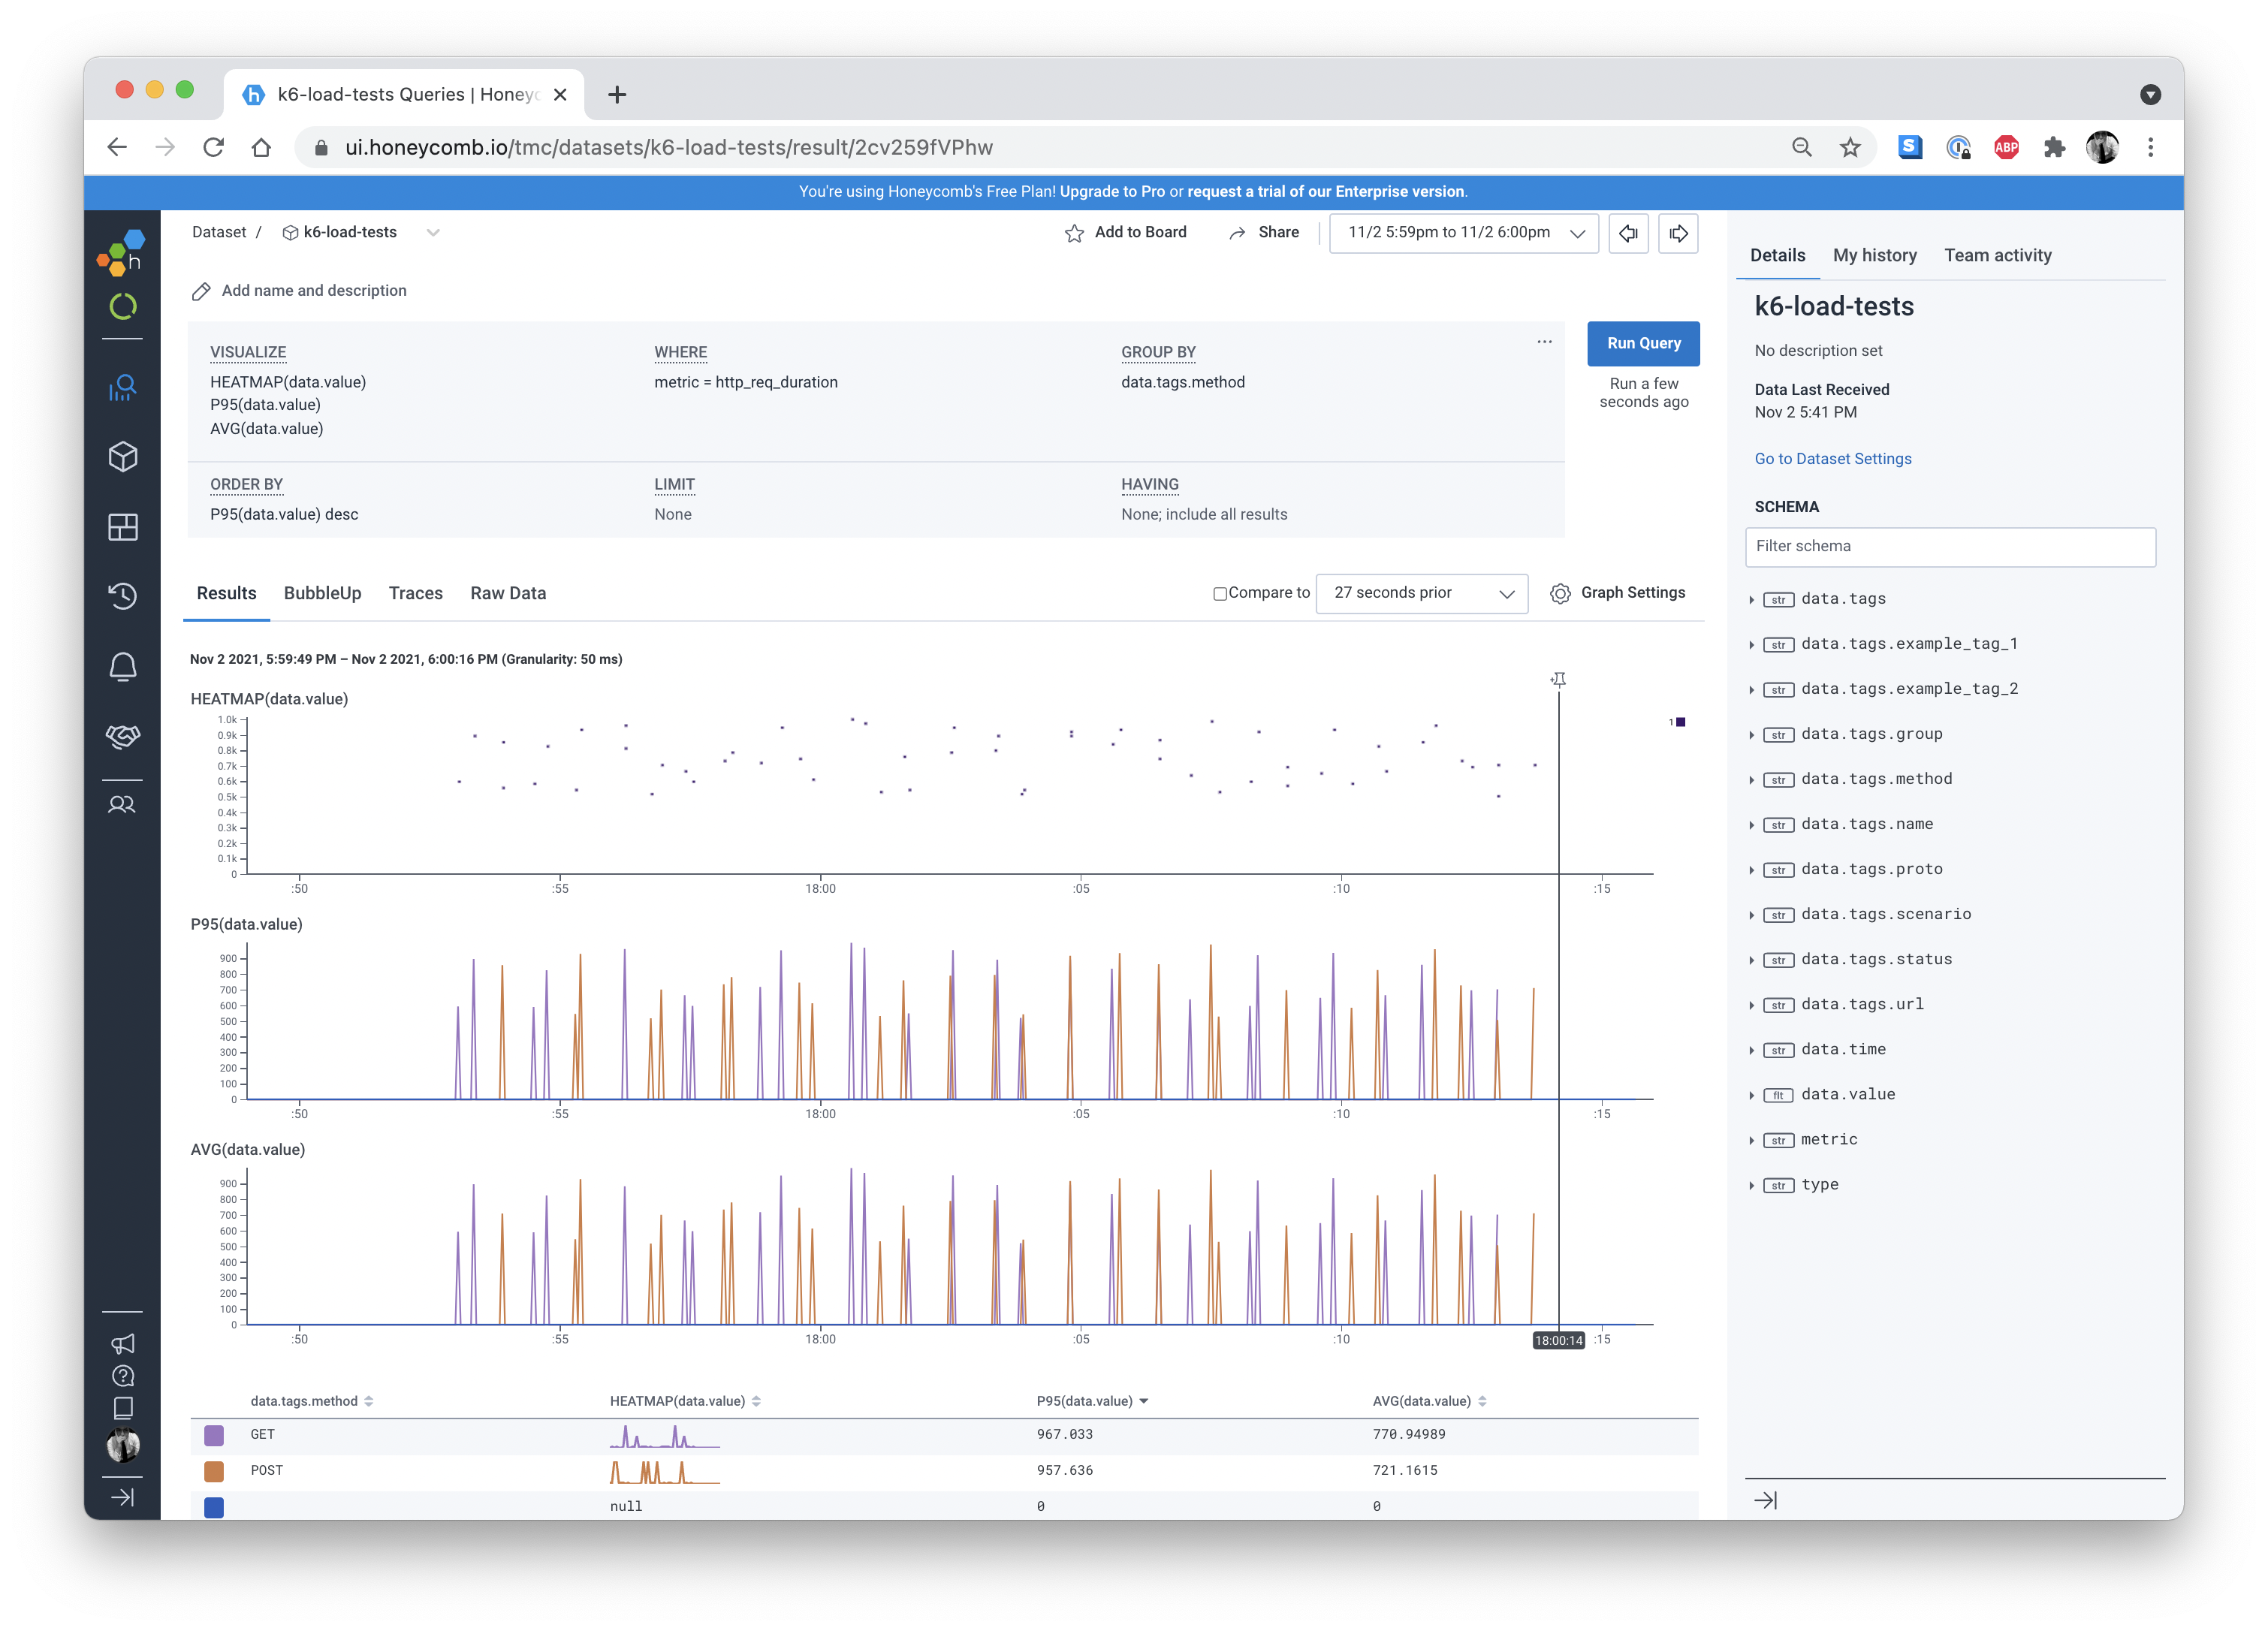 k6-load-tests Queries | Honeyc
ui.honeycomb.io/tmc/datasets/k6-load-tests/result/2cv259fVPhw
S
ABP
You're using Honeycomb's Free Plan! Upgrade to Pro or request a trial of our Enterprise version.
h
Dataset / k6-load-tests
Add to Board
Share
11/2 5:59pm to 11/2 6:00pm
Add name and description
VISUALIZE
HEATMAP(data.value)
P95(data.value)
AVG(data.value)
WHERE
metric = http_req_duration
GROUP BY
data.tags.method
Run Query
Run a few
seconds ago
ORDER BY
P95(data.value) desc
LIMIT
None
HAVING
None; include all results
Results BubbleUp Traces Raw Data
Compare to 27 seconds prior
Graph Settings
Nov 2 2021, 5:59:49 PM – Nov 2 2021, 6:00:16 PM (Granularity: 50 ms)
HEATMAP(data.value)
1.0k
0.9k
0.8k
0.7k
0.6k
0.5k
0.4k
0.3k
0.2k
0.1k
0
:50 :55 18:00 :05 :10 :15
1
P95(data.value)
900
800
700
600
500
400
300
200
100
0
:50 :55 18:00 :05 :10 :15
AVG(data.value)
900
800
700
600
500
400
300
200
100
0
:50 :55 18:00 :05 :10 18:00:14 :15
data.tags.method HEATMAP(data.value) P95(data.value) AVG(data.value)
GET 967.033 770.94989
POST 957.636 721.1615
null 0 0
Details My history Team activity
k6-load-tests
No description set
Data Last Received
Nov 2 5:41 PM
Go to Dataset Settings
SCHEMA
Filter schema
str data.tags
str data.tags.example_tag_1
str data.tags.example_tag_2
str data.tags.group
str data.tags.method
str data.tags.name
str data.tags.proto
str data.tags.scenario
str data.tags.status
str data.tags.url
str data.time
flt data.value
str metric
str type